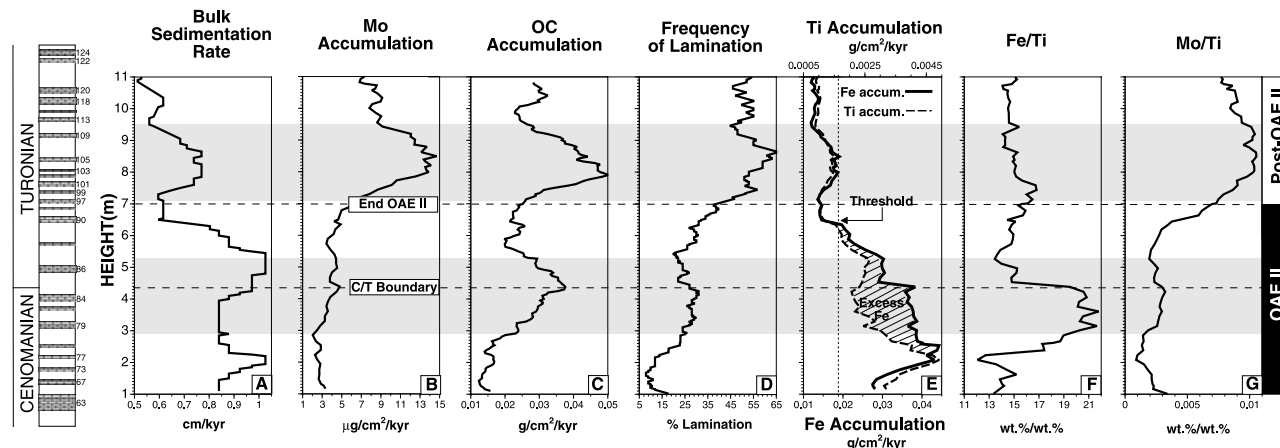 Bulk
Sedimentation
Rate
Mo
Accumulation
OC
Accumulation
Frequency
of Lamination
Ti Accumulation
g/cm²/kyr
Fe/Ti
Mo/Ti
0.0005 0.0025 0.0045
TURONIAN
CENOMANIAN
124
122
120
118
113
109
105
103
101
99
97
90
86
84
79
77
73
67
63
HEIGHT(m)
11
10
9
8
7
6
5
4
3
2
1
Fe accum.
Ti accum.
End OAE II
Threshold
C/T Boundary
Excess
Fe
A
B
C
D
E
F
G
Post-OAE II
OAE II
0,5 0,6 0,7 0,8 0,9 1
1 3 5 7 9 11 13 15
0,01 0,02 0,03 0,04 0,05
5 15 25 35 45 55 65
0,01 0,02 0,03 0,04
11 13 15 17 19 21
0 0,005 0,01
cm/kyr
µg/cm²/kyr
g/cm²/kyr
% Lamination
Fe Accumulation
g/cm²/kyr
wt.%/wt.%
wt.%/wt.%